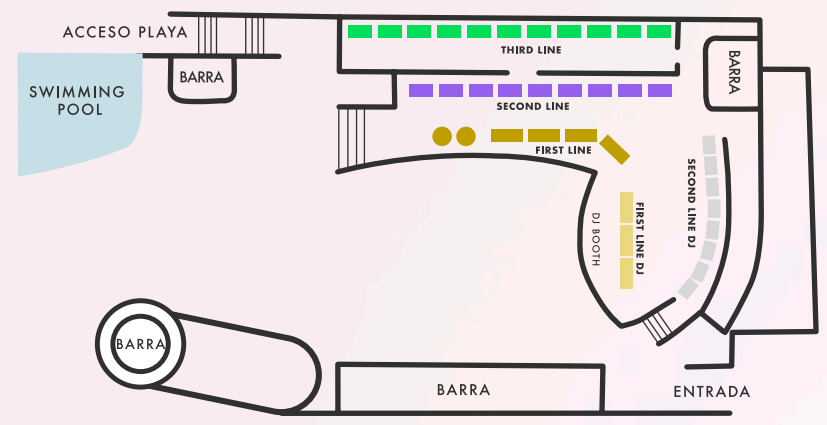 ACCESO PLAYA
THIRD LINE
BARRA
BARRA
SWIMMING
POOL
SECOND LINE
FIRST LINE
SECOND LINE DJ
FIRST LINE DJ
DJ BOOTH
BARRA
BARRA
ENTRADA